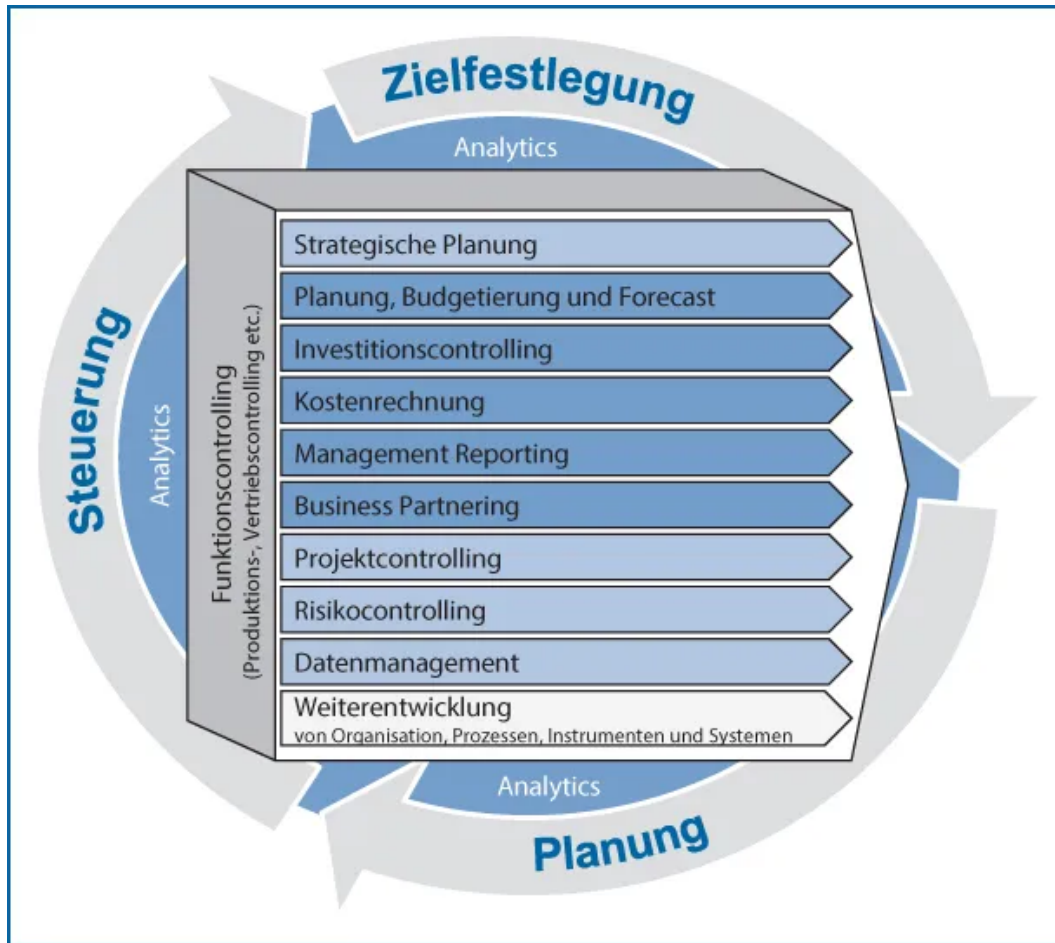 Zielfestlegung
Analytics
Strategische Planung
Planung, Budgetierung und Forecast
Investitionscontrolling
Kostenrechnung
Management Reporting
Business Partnering
Projektcontrolling
Risikocontrolling
Datenmanagement
Weiterentwicklung
von Organisation, Prozessen, Instrumenten und Systemen
Funktionscontrolling
(Produktions-, Vertriebscontrolling etc.)
Analytics
Steuerung
Analytics
Planung